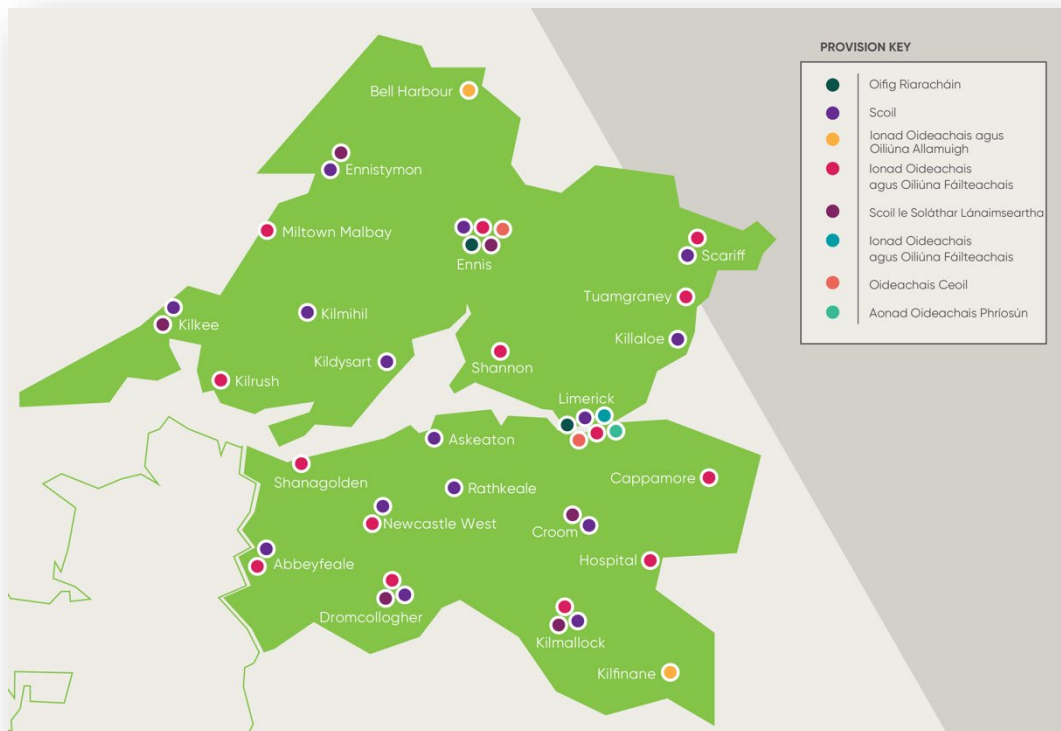 PROVISION KEY
Oifig Riaracháin
Scoil
Ionad Oideachais agus
Oiliúna Allamuigh
Ionad Oideachais
agus Oiliúna Fáilteachais
Scoil le Soláthar Lánaimseartha
Ionad Oideachais
agus Oiliúna Fáilteachais
Oideachais Ceoil
Aonad Oideachais Phríosún
Bell Harbour
Ennistymon
Miltown Malbay
Ennis
Scariff
Tuamgraney
Kilkee
Kilmihil
Killaloe
Kildysart
Shannon
Kilrush
Limerick
Askeaton
Shanagolden
Cappamore
Rathkeale
Newcastle West
Croom
Hospital
Abbeyfeale
Dromcollogher
Kilmallock
Kilfinane